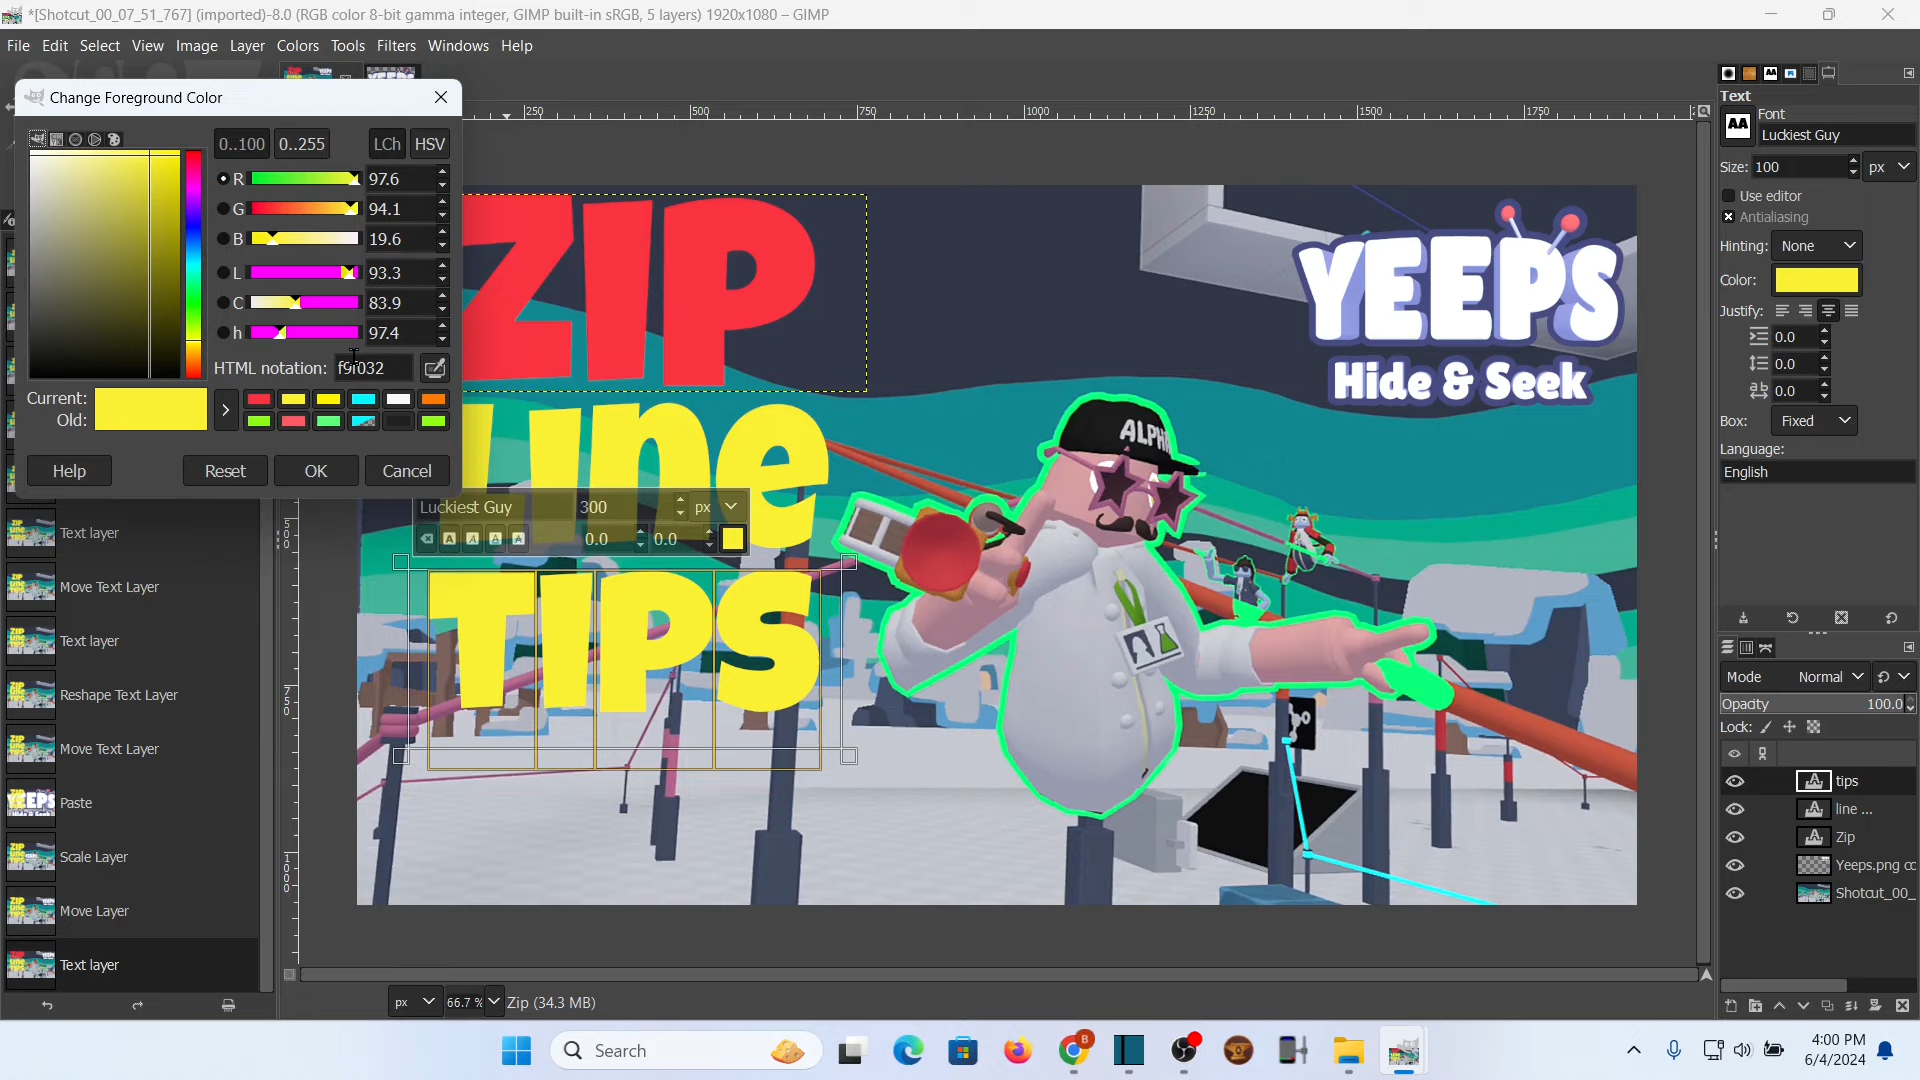 *[Shotcut_00_07_51_767] (imported)-8.0 (RGB color 8-bit gamma integer, GIMP built-in sRGB, 5 layers) 1920x1080 – GIMP
File Edit Select View Image Layer Colors Tools Filters Windows Help
Change Foreground Color
0..100 0..255 LCh HSV
R 97.6
G 94.1
B 19.6
L 93.3
C 83.9
h 97.4
HTML notation: f9f032
Current:
Old:
Help Reset OK Cancel
250 500 750 1000 1250 1500 1750
500
750
1000
ZIP
Line
TIPS
YEEPS
Hide & Seek
ALPH
Luckiest Guy 300 px
0.0 0.0
Text layer
Move Text Layer
Text layer
Reshape Text Layer
Move Text Layer
Paste
Scale Layer
Move Layer
Text layer
px 66.7 % Zip (34.3 MB)
Text
Font
Luckiest Guy
Size: 100 px
Use editor
Antialiasing
Hinting: None
Color:
Justify:
0.0
0.0
0.0
Box: Fixed
Language:
English
Mode Normal
Opacity 100.0
Lock:
tips
line ...
Zip
Yeeps.png co
Shotcut_00_
Search
4:00 PM
6/4/2024